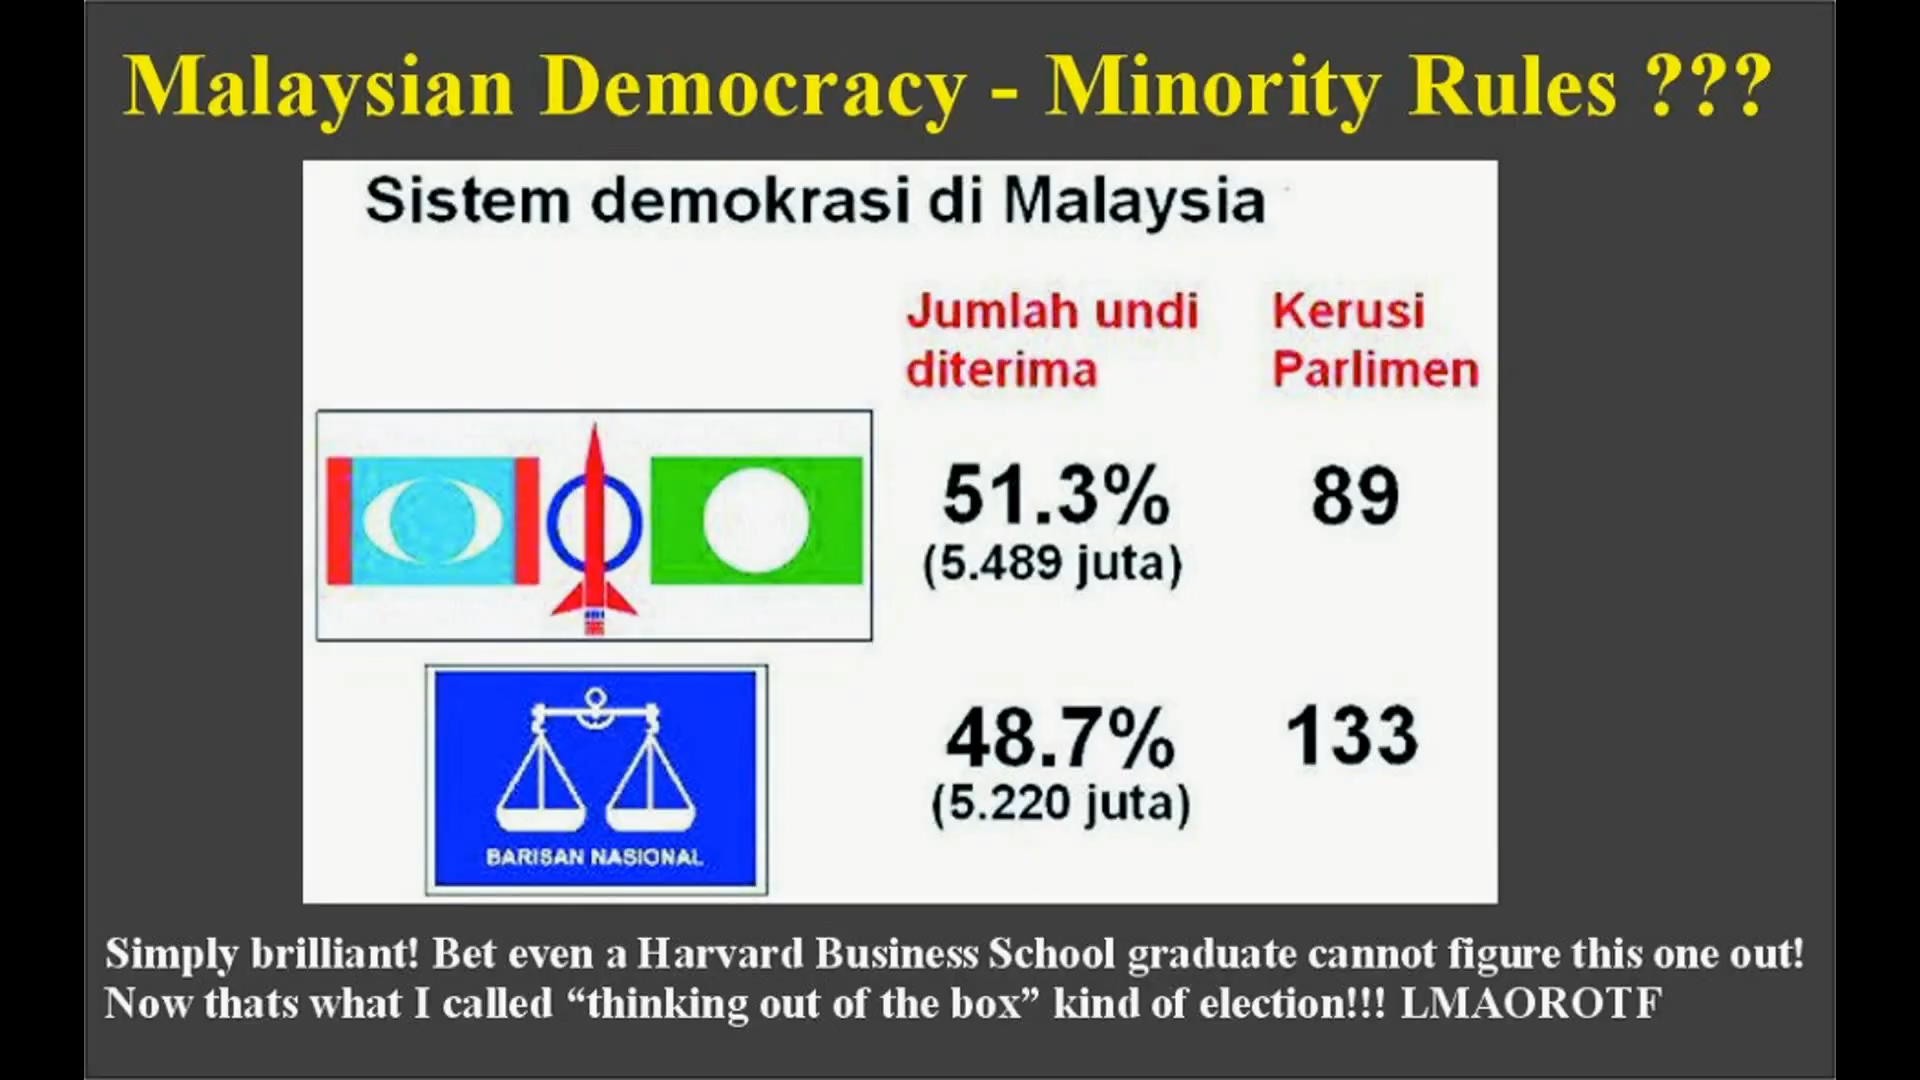 Malaysian Democracy - Minority Rules ???
Sistem demokrasi di Malaysia
Jumlah undi diterima
Kerusi Parlimen
51.3%
89
(5.489 juta)
48.7%
133
(5.220 juta)
BARISAN NASIONAL
Simply brilliant! Bet even a Harvard Business School graduate cannot figure this one out!
Now thats what I called “thinking out of the box” kind of election!!! LMAOROTF